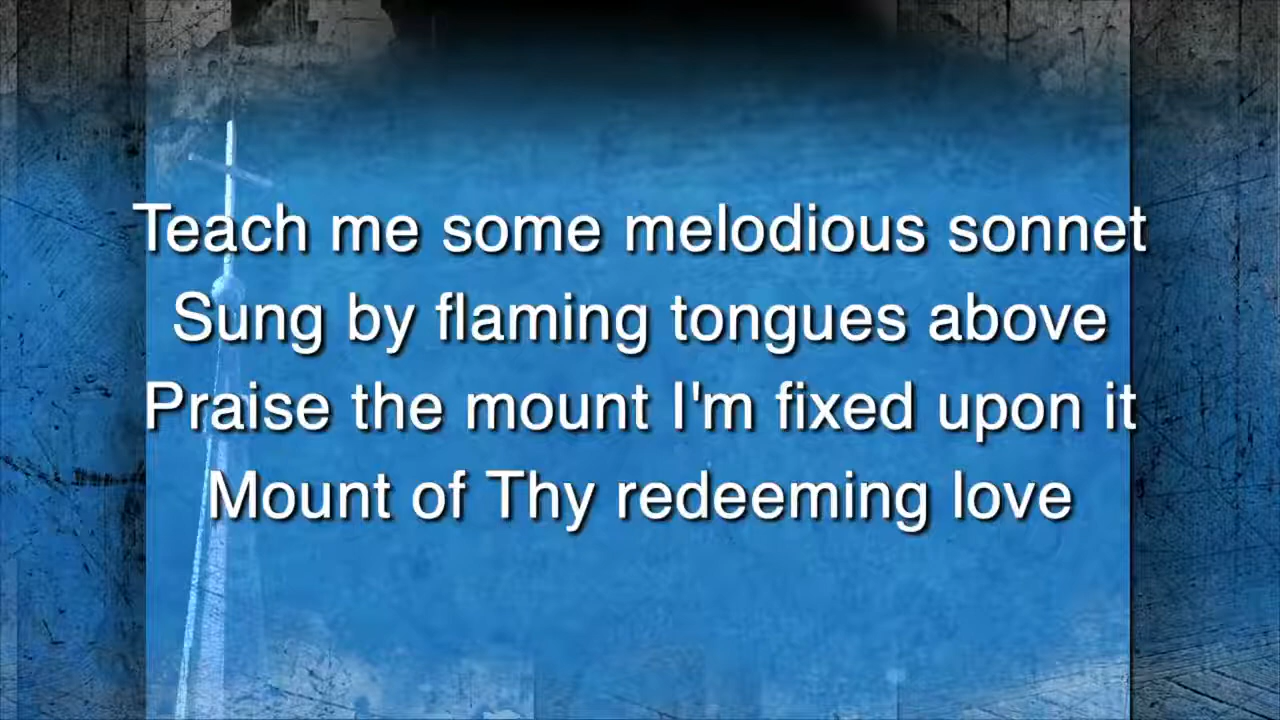 Teach me some melodious sonnet
Sung by flaming tongues above
Praise the mount I'm fixed upon it
Mount of Thy redeeming love